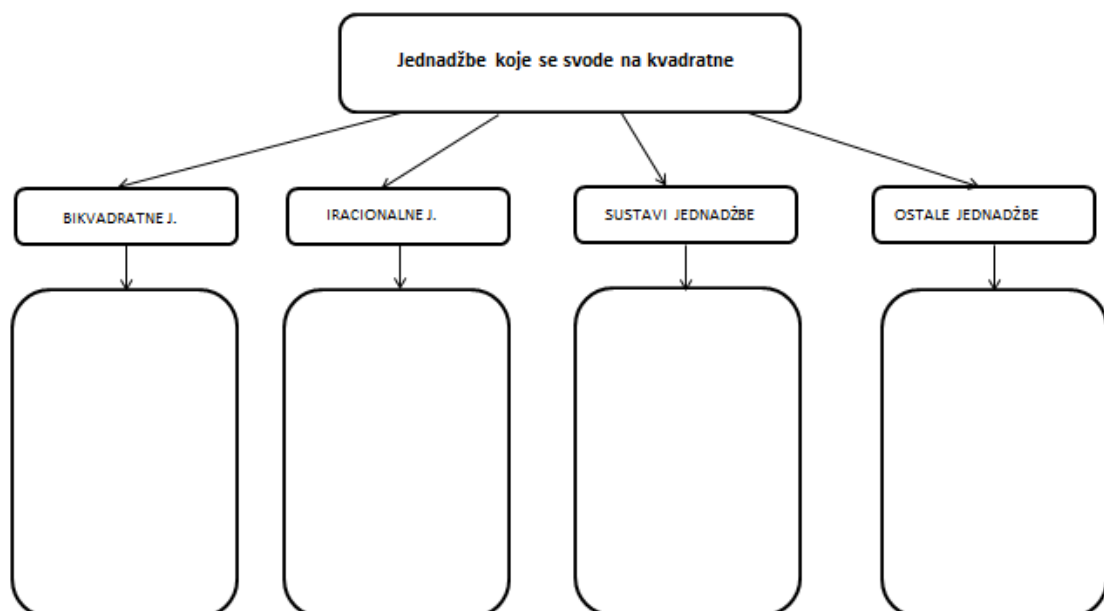 Jednadžbe koje se svode na kvadratne
BIKVADRATNE J.
IRACIONALNE J.
SUSTAVI JEDNADŽBE
OSTALE JEDNADŽBE